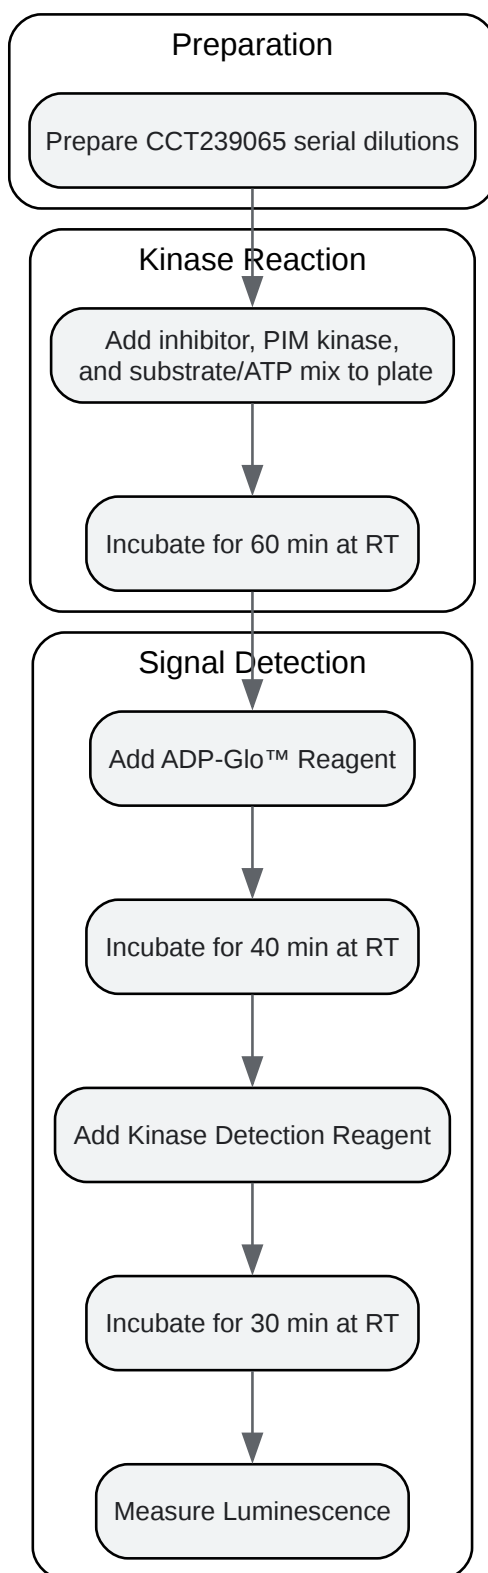 Preparation
Prepare CCT239065 serial dilutions
Kinase Reaction
Add inhibitor, PIM kinase,
and substrate/ATP mix to plate
Incubate for 60 min at RT
Signal Detection
Add ADP-Glo™ Reagent
Incubate for 40 min at RT
Add Kinase Detection Reagent
Incubate for 30 min at RT
Measure Luminescence